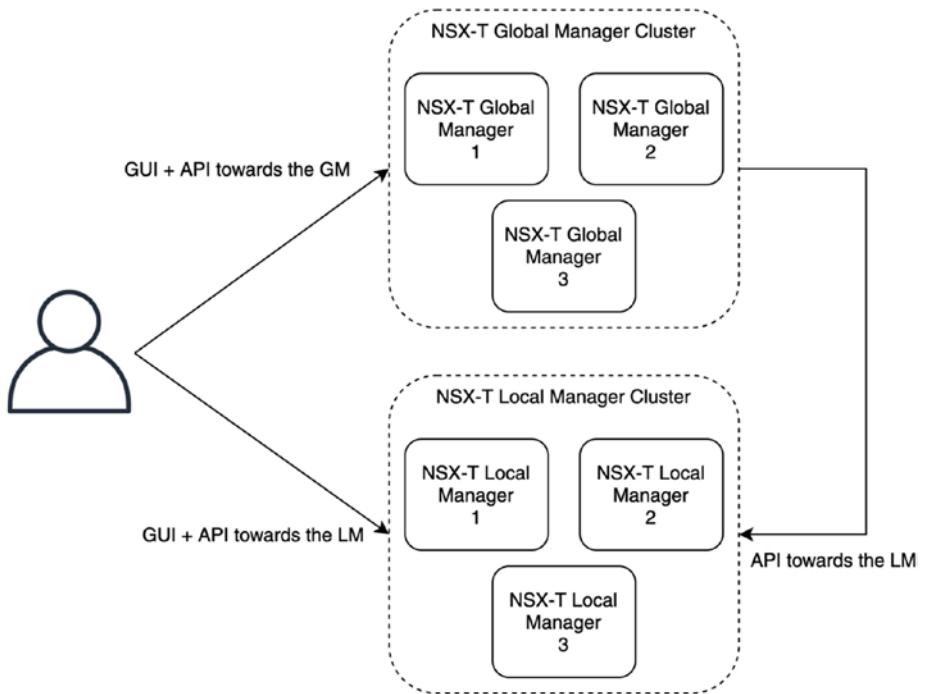 NSX-T Global Manager Cluster
NSX-T Global
Manager
1
NSX-T Global
Manager
2
GUI + API towards the GM
NSX-T Global
Manager
3
NSX-T Local Manager Cluster
NSX-T Local
Manager
1
NSX-T Local
Manager
2
GUI + API towards the LM
API towards the LM
NSX-T Local
Manager
3